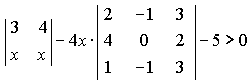 |3 4|       |2 -1 3|
|x x| - 4x · |4 0 2| - 5 > 0
            |1 -1 3|